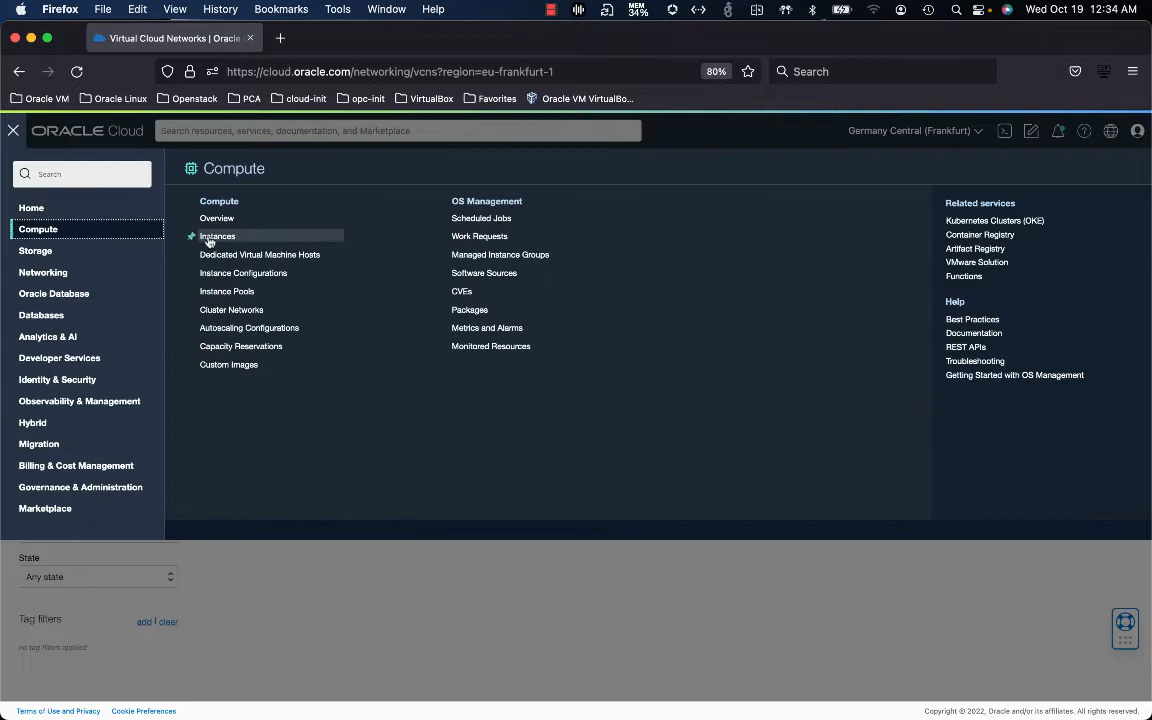 Firefox File Edit View History Bookmarks Tools Window Help MEM 34% Wed Oct 19 12:34 AM
Virtual Cloud Networks | Oracle
https://cloud.oracle.com/networking/vcns?region=eu-frankfurt-1 80% Search
Oracle VM Oracle Linux Openstack PCA cloud-init opc-init VirtualBox Favorites Oracle VM VirtualBo...
ORACLE Cloud Search resources, services, documentation, and Marketplace Germany Central (Frankfurt)
Search
Home
Compute
Storage
Networking
Oracle Database
Databases
Analytics & AI
Developer Services
Identity & Security
Observability & Management
Hybrid
Migration
Billing & Cost Management
Governance & Administration
Marketplace
Compute
Compute
Overview
Instances
Dedicated Virtual Machine Hosts
Instance Configurations
Instance Pools
Cluster Networks
Autoscaling Configurations
Capacity Reservations
Custom Images
OS Management
Scheduled Jobs
Work Requests
Managed Instance Groups
Software Sources
CVEs
Packages
Metrics and Alarms
Monitored Resources
Related services
Kubernetes Clusters (OKE)
Container Registry
Artifact Registry
VMware Solution
Functions
Help
Best Practices
Documentation
REST APIs
Troubleshooting
Getting Started with OS Management
State
Any state
Tag filters add | clear
no tag filters applied
Terms of Use and Privacy Cookie Preferences Copyright © 2022, Oracle and/or its affiliates. All rights reserved.